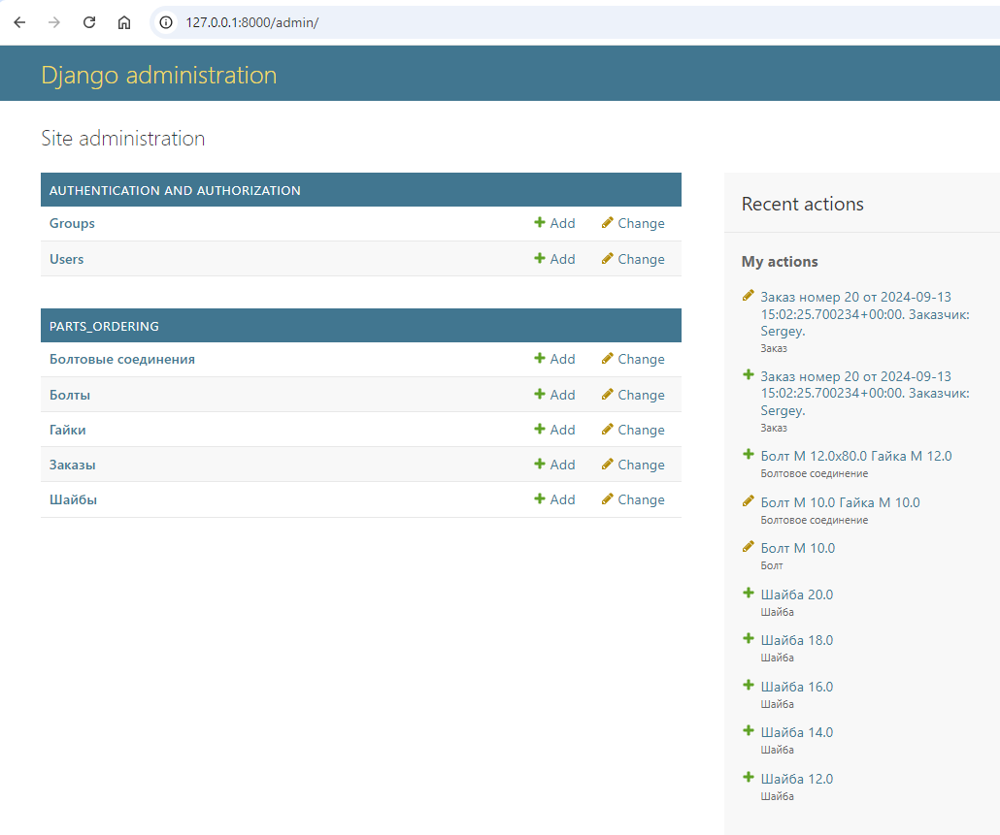 127.0.0.1:8000/admin/
Django administration
Site administration
AUTHENTICATION AND AUTHORIZATION
Groups Add Change
Users Add Change
PARTS_ORDERING
Болтовые соединения Add Change
Болты Add Change
Гайки Add Change
Заказы Add Change
Шайбы Add Change
Recent actions
My actions
Заказ номер 20 от 2024-09-13
15:02:25.700234+00:00. Заказчик:
Sergey.
Заказ
Заказ номер 20 от 2024-09-13
15:02:25.700234+00:00. Заказчик:
Sergey.
Заказ
Болт М 12.0х80.0 Гайка М 12.0
Болтовое соединение
Болт М 10.0 Гайка М 10.0
Болтовое соединение
Болт М 10.0
Болт
Шайба 20.0
Шайба
Шайба 18.0
Шайба
Шайба 16.0
Шайба
Шайба 14.0
Шайба
Шайба 12.0
Шайба